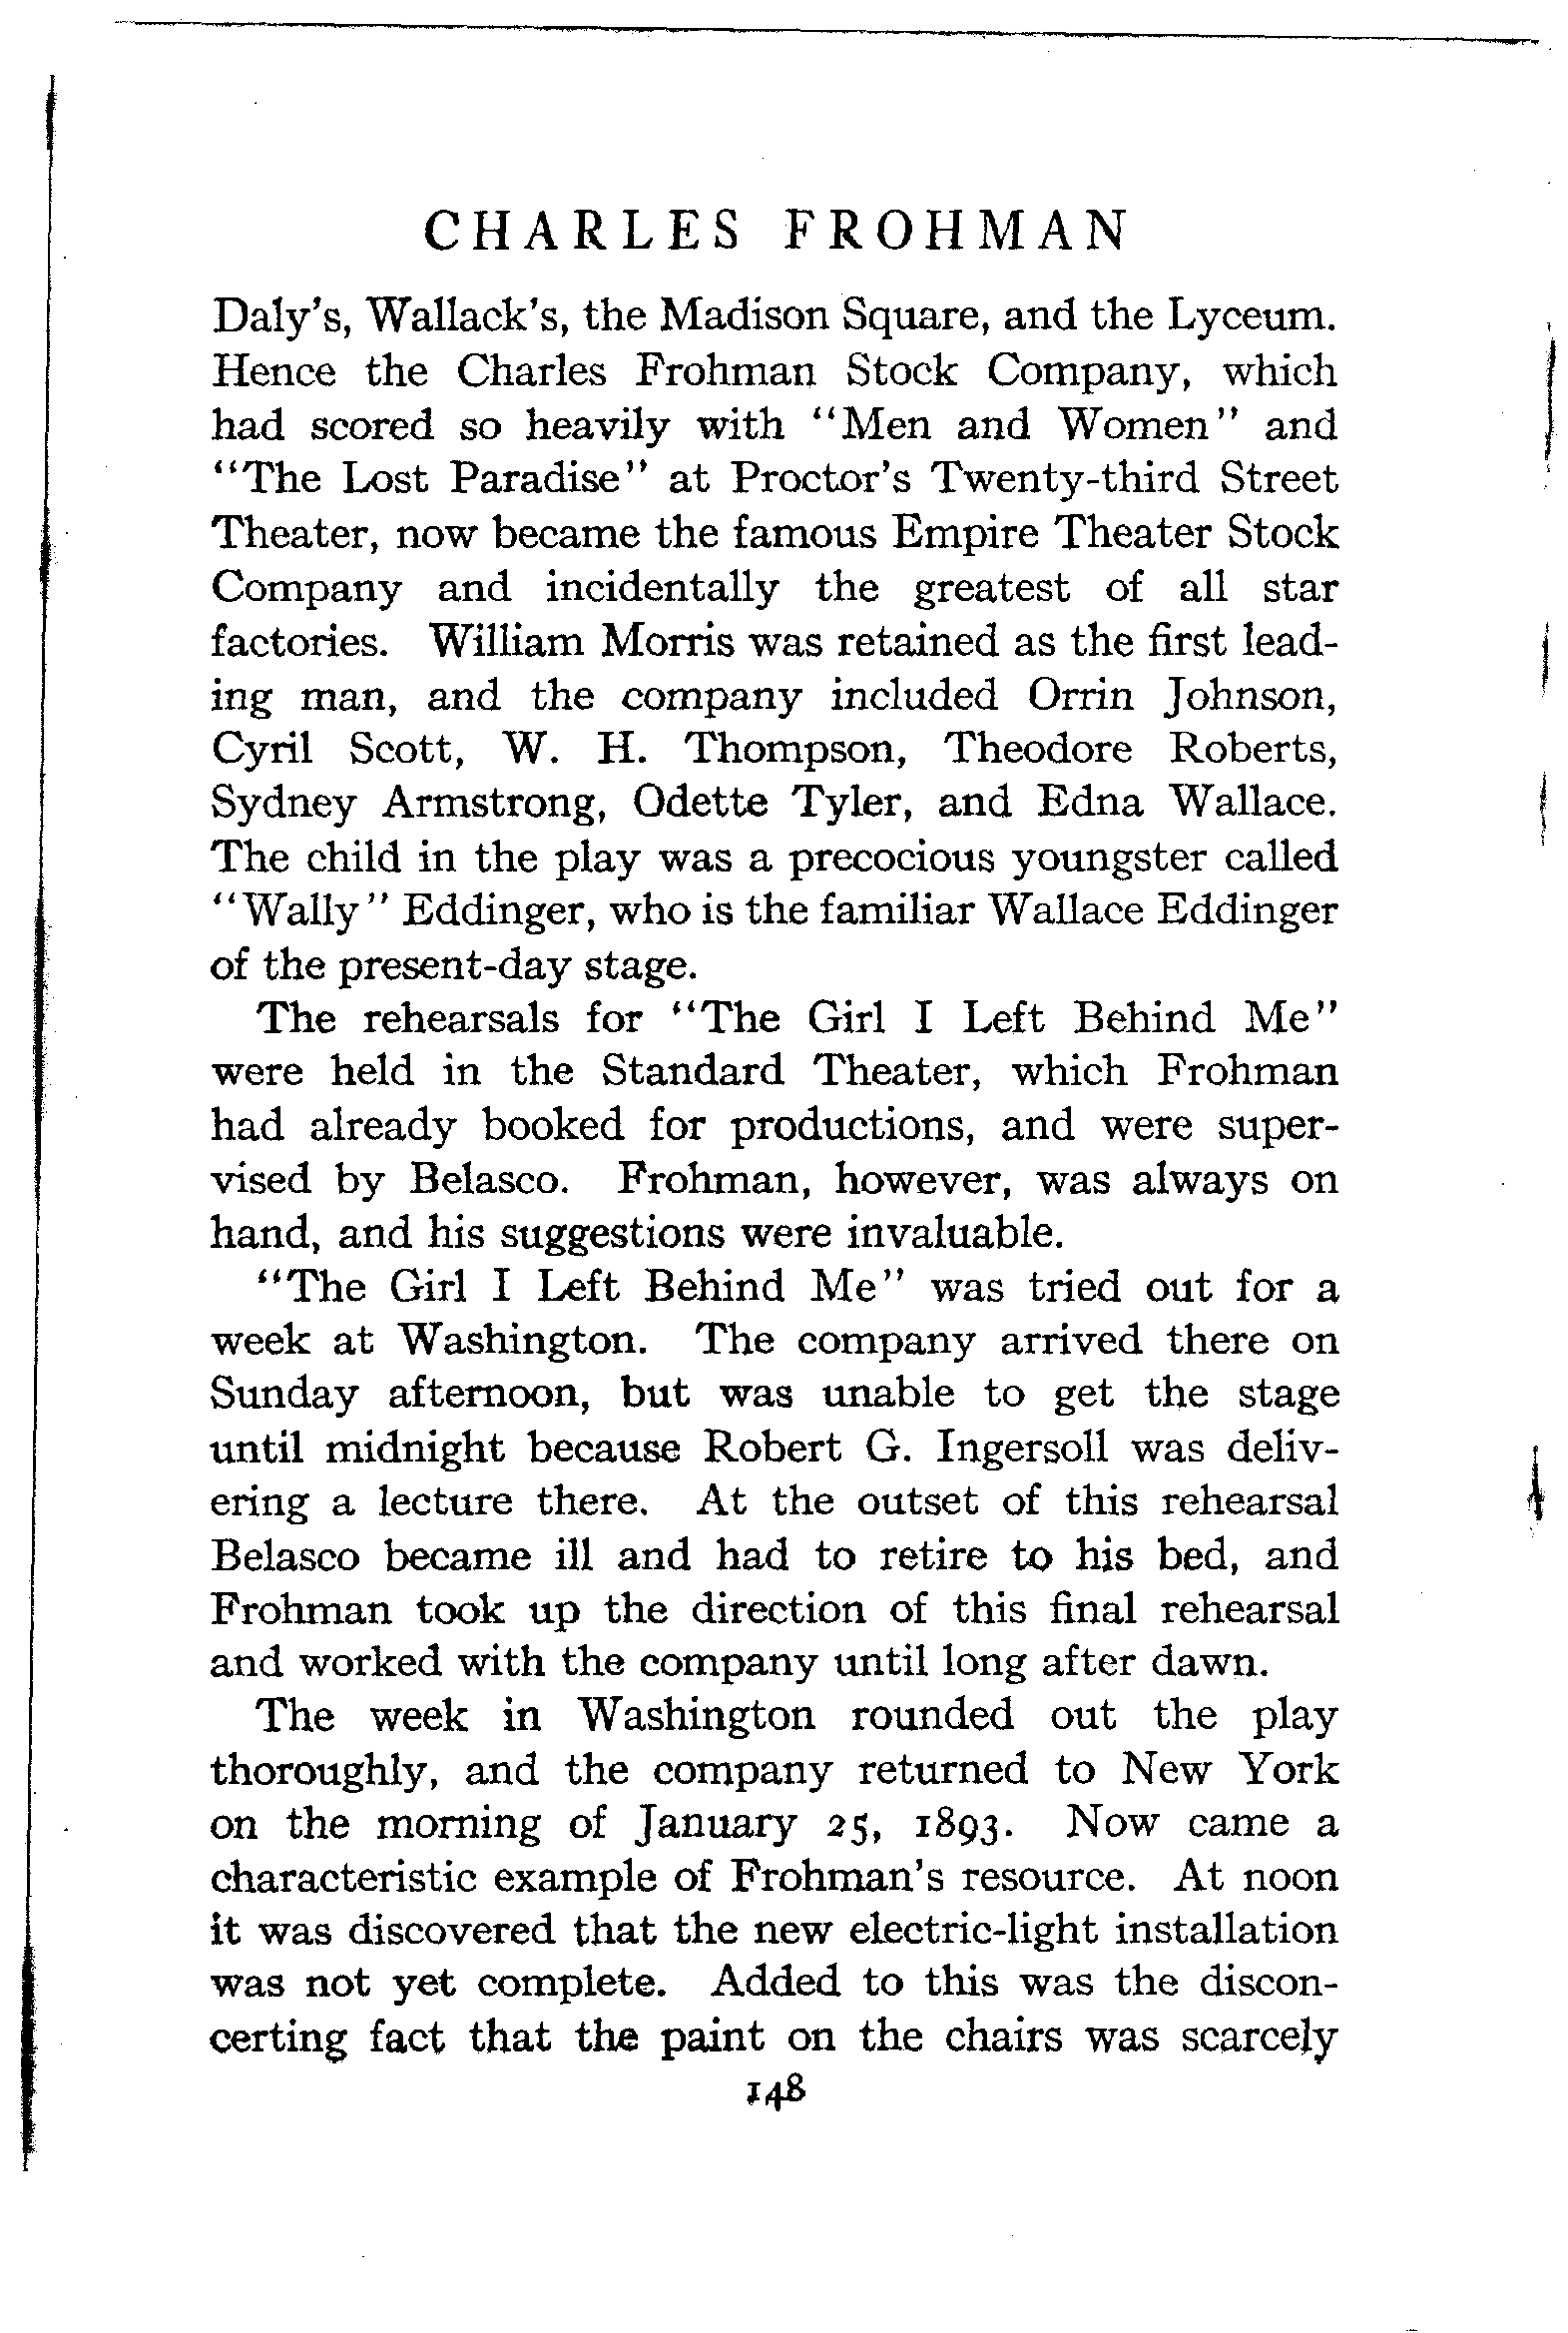 CHARLES FROHMAN
Daly's, Wallack's, the Madison Square, and the Lyceum.
Hence the Charles Frohman Stock Company, which
had scored so heavily with "Men and Women" and
"The Lost Paradise" at Proctor's Twenty-third Street
Theater, now became the famous Empire Theater Stock
Company and incidentally the greatest of all star
factories. William Morris was retained as the first lead-
ing man, and the company included Orrin Johnson,
Cyril Scott, W. H. Thompson, Theodore Roberts,
Sydney Armstrong, Odette Tyler, and Edna Wallace.
The child in the play was a precocious youngster called
"Wally" Eddinger, who is the familiar Wallace Eddinger
of the present-day stage.
The rehearsals for "The Girl I Left Behind Me"
were held in the Standard Theater, which Frohman
had already booked for productions, and were super-
vised by Belasco. Frohman, however, was always on
hand, and his suggestions were invaluable.
"The Girl I Left Behind Me" was tried out for a
week at Washington. The company arrived there on
Sunday afternoon, but was unable to get the stage
until midnight because Robert G. Ingersoll was deliv-
ering a lecture there. At the outset of this rehearsal
Belasco became ill and had to retire to his bed, and
Frohman took up the direction of this final rehearsal
and worked with the company until long after dawn.
The week in Washington rounded out the play
thoroughly, and the company returned to New York
on the morning of January 25, 1893. Now came a
characteristic example of Frohman's resource. At noon
it was discovered that the new electric-light installation
was not yet complete. Added to this was the discon-
certing fact that the paint on the chairs was scarcely
148